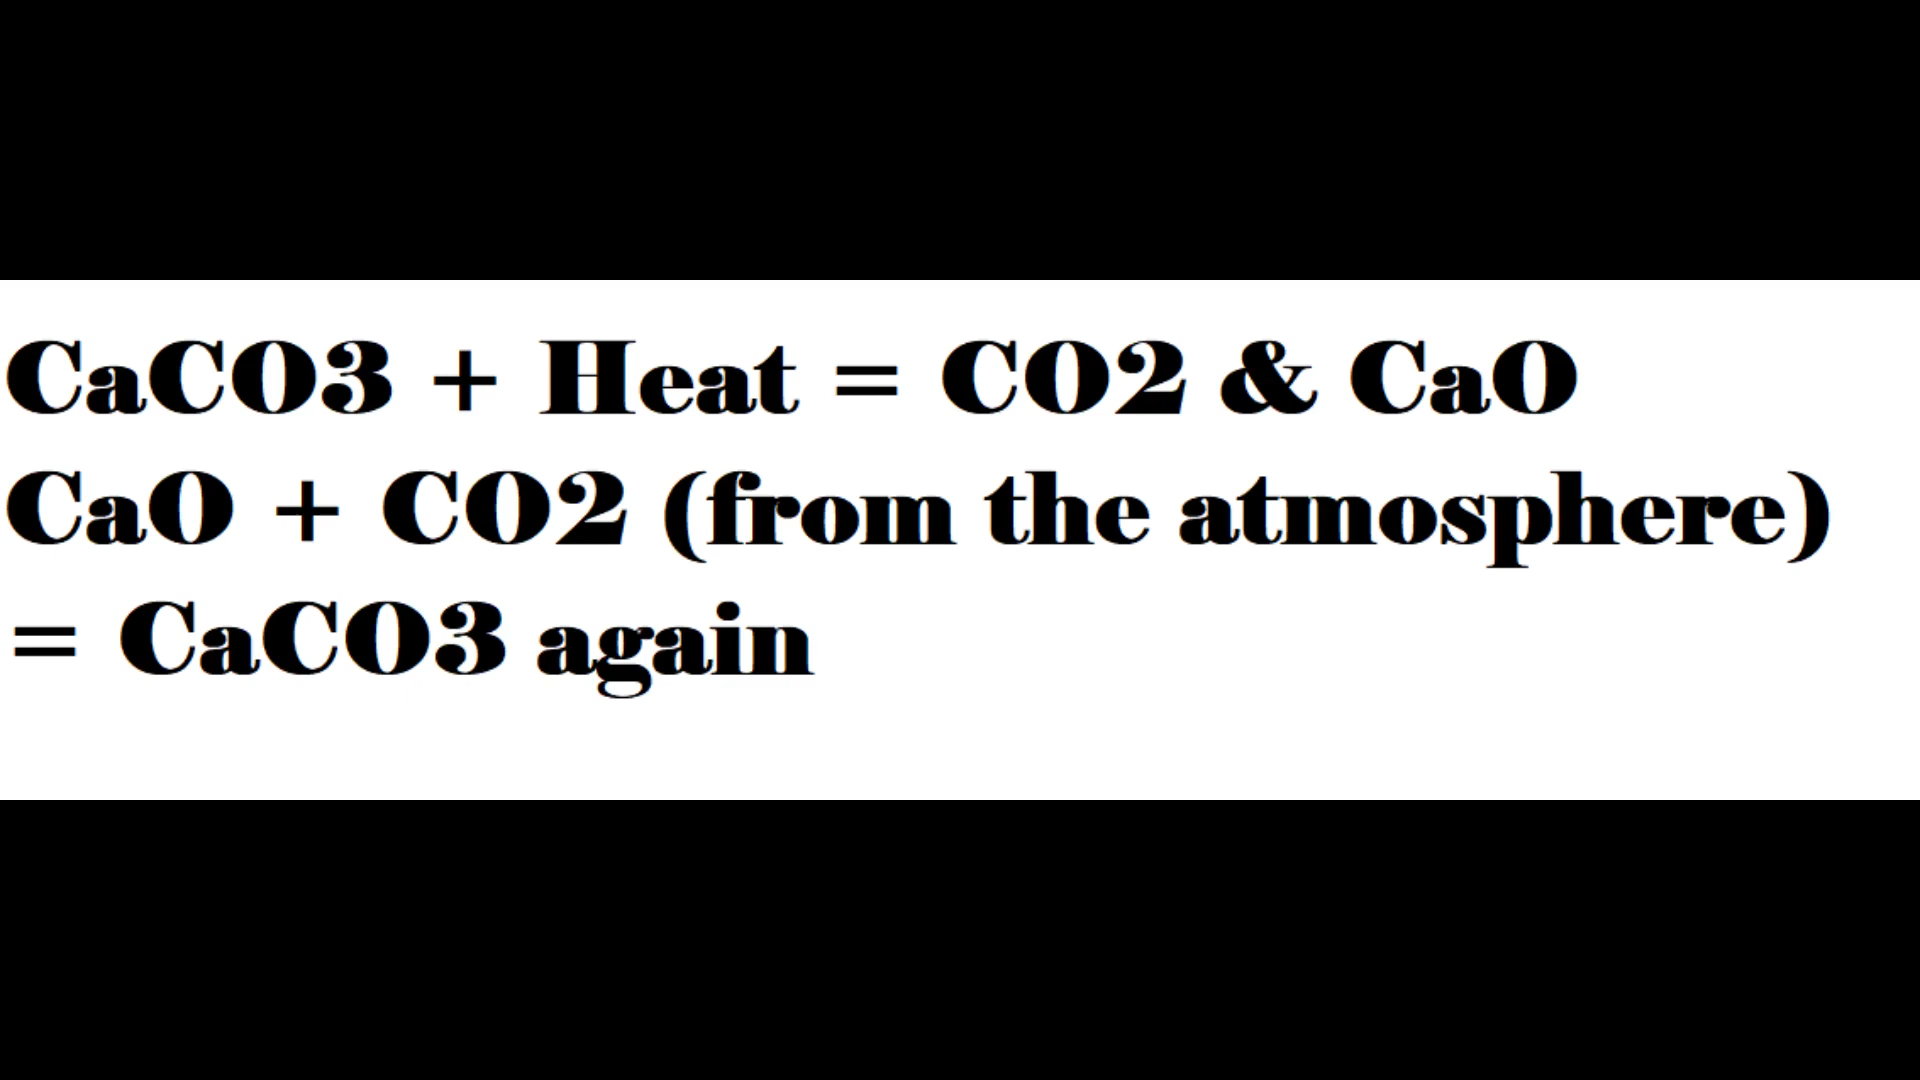 CaCO3 + Heat = CO2 & CaO
CaO + CO2 (from the atmosphere)
= CaCO3 again